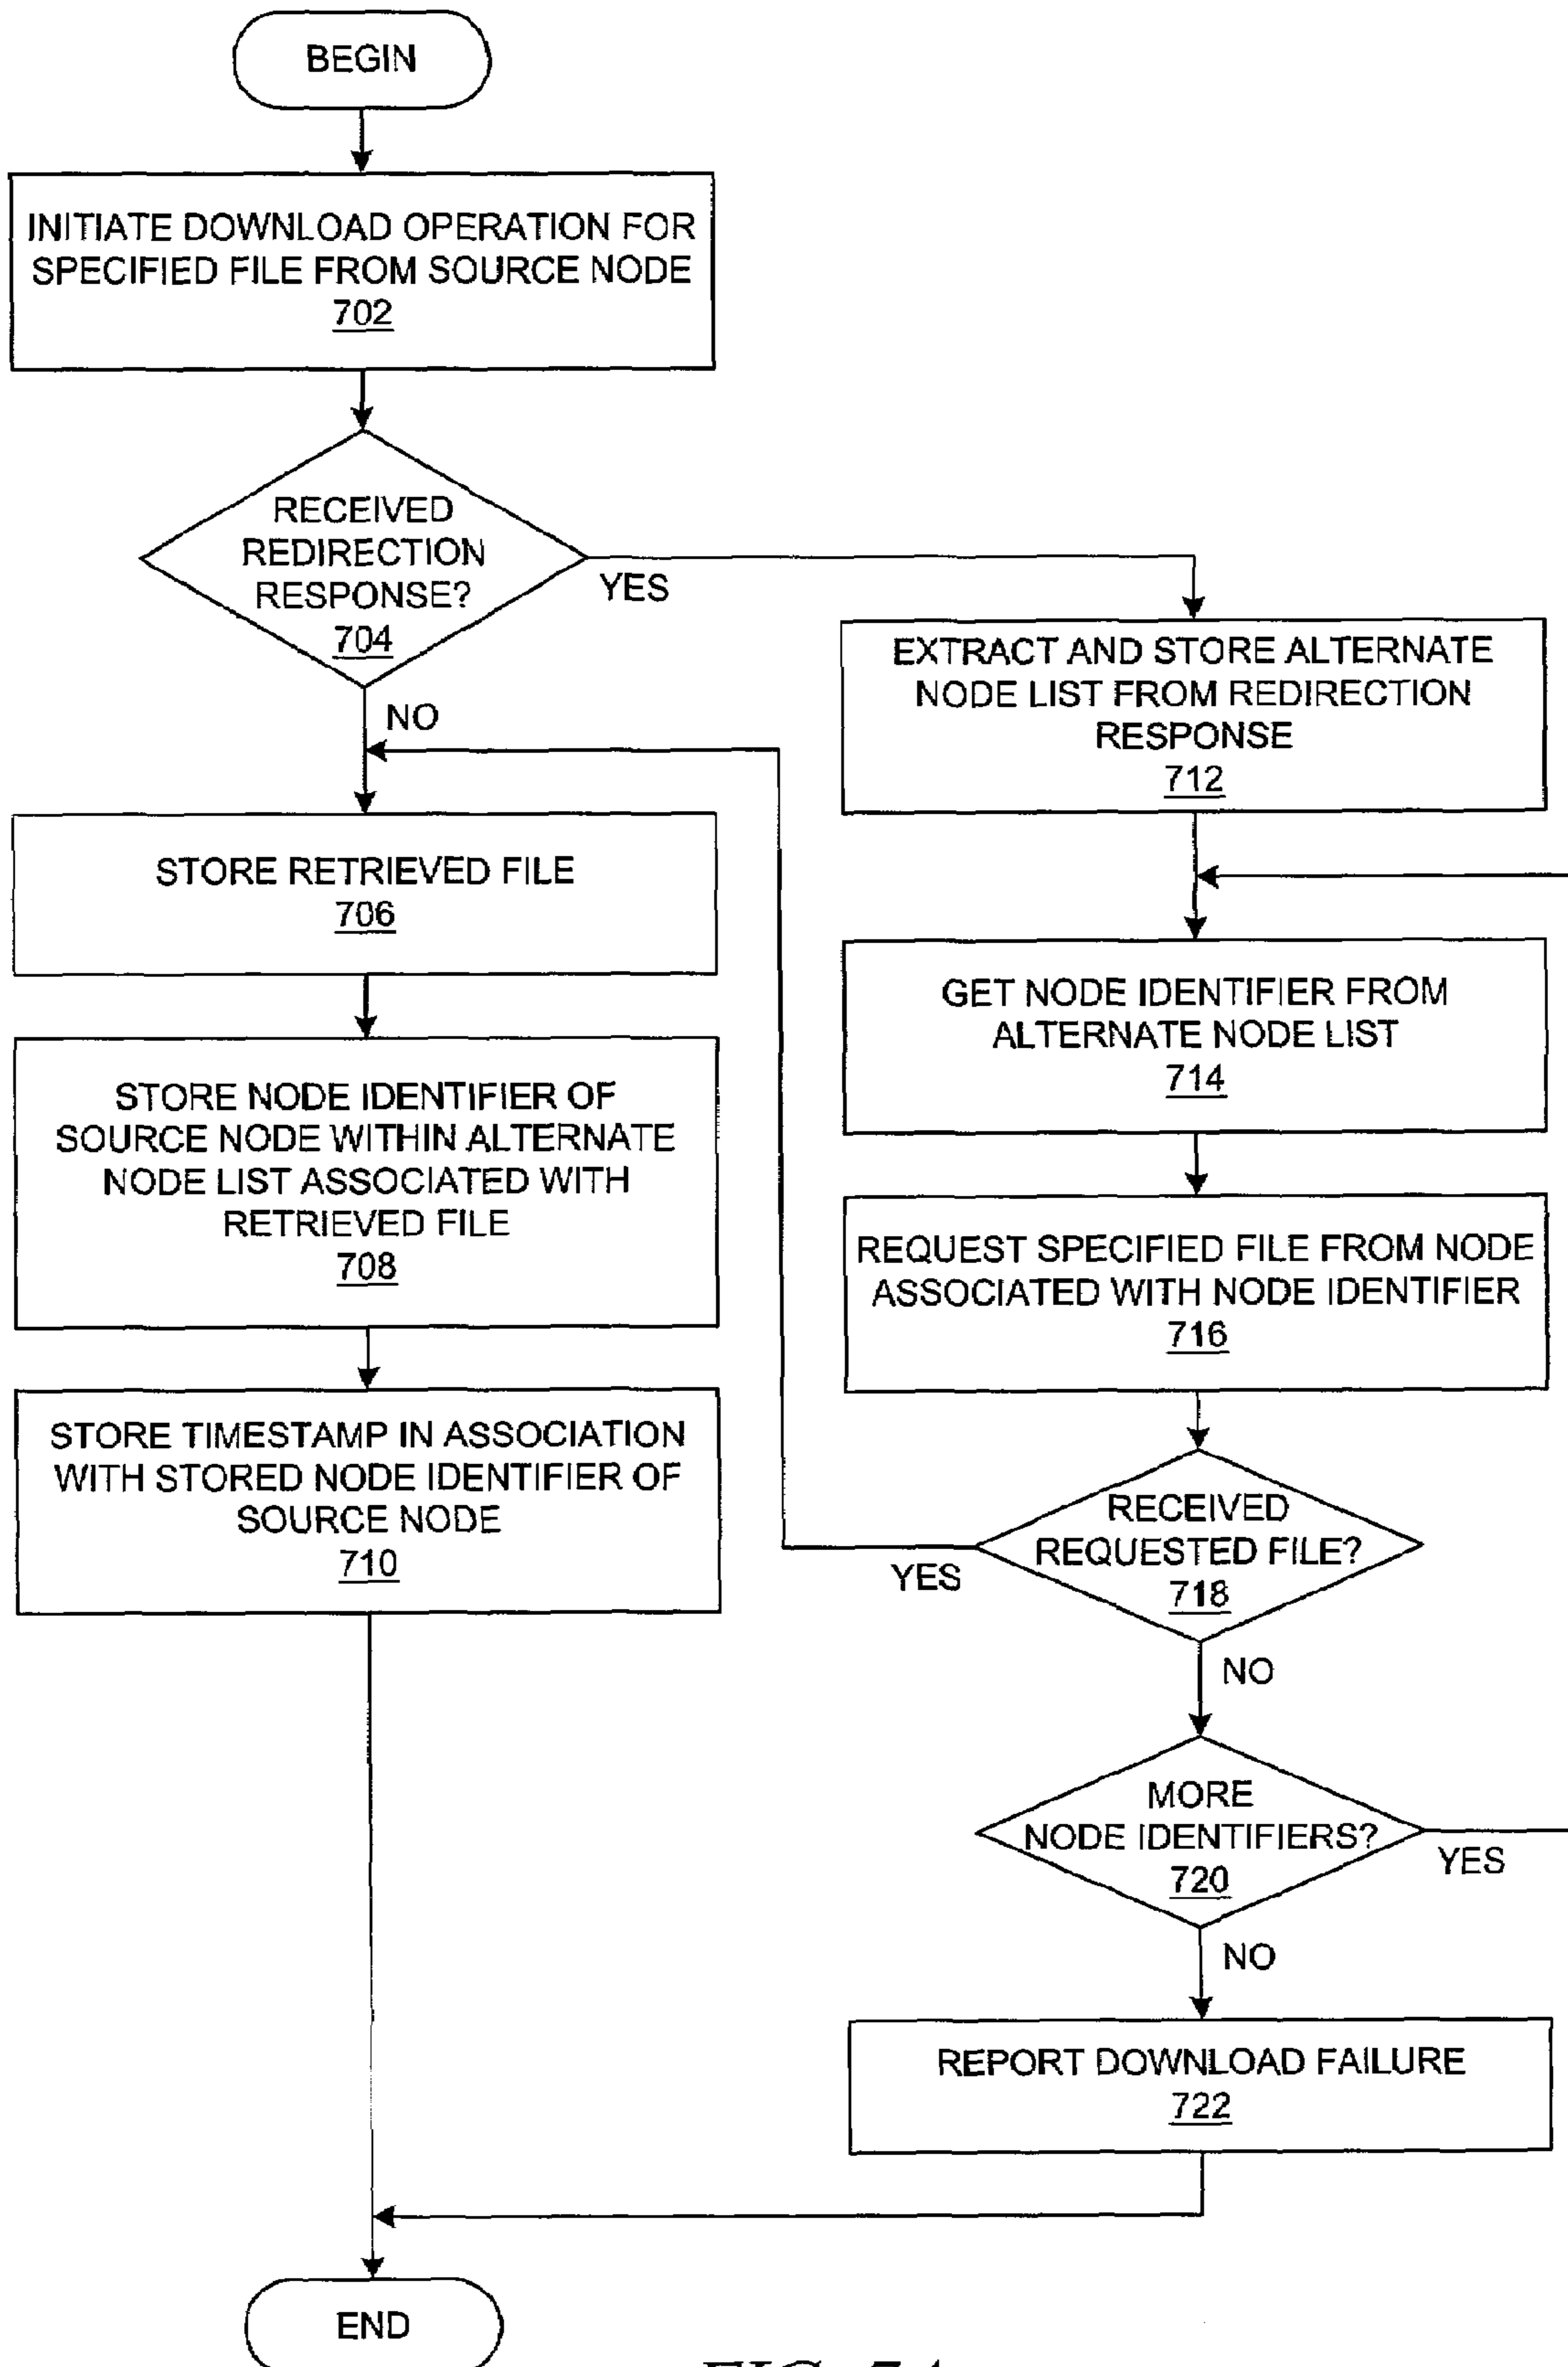 BEGIN
INITIATE DOWNLOAD OPERATION FOR
SPECIFIED FILE FROM SOURCE NODE
702
RECEIVED
REDIRECTION
RESPONSE?
704
YES
NO
STORE RETRIEVED FILE
706
STORE NODE IDENTIFIER OF
SOURCE NODE WITHIN ALTERNATE
NODE LIST ASSOCIATED WITH
RETRIEVED FILE
708
STORE TIMESTAMP IN ASSOCIATION
WITH STORED NODE IDENTIFIER OF
SOURCE NODE
710
EXTRACT AND STORE ALTERNATE
NODE LIST FROM REDIRECTION
RESPONSE
712
GET NODE IDENTIFIER FROM
ALTERNATE NODE LIST
714
REQUEST SPECIFIED FILE FROM NODE
ASSOCIATED WITH NODE IDENTIFIER
716
RECEIVED
REQUESTED FILE?
718
YES
NO
MORE
NODE IDENTIFIERS?
720
YES
NO
REPORT DOWNLOAD FAILURE
722
END